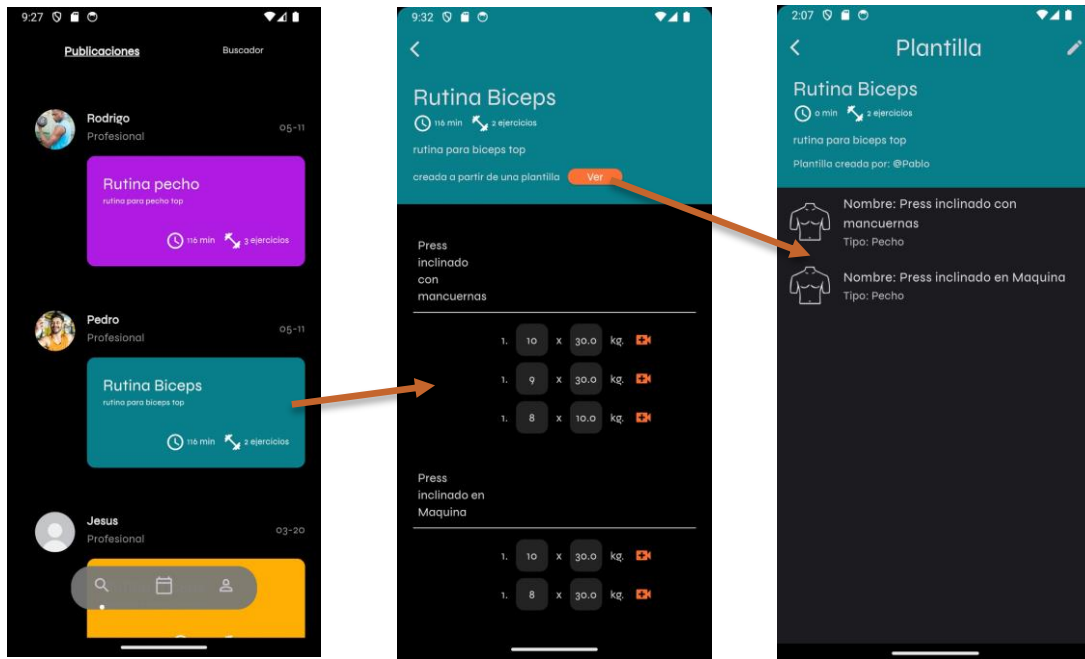 9:27
Publicaciones Buscador
Rodrigo
Profesional
05-11
Rutina pecho
rutina para pecho top
116 min 3 ejercicios
Pedro
Profesional
05-11
Rutina Biceps
rutina para biceps top
116 min 2 ejercicios
Jesus
Profesional
03-20
9:32
Rutina Biceps
116 min 2 ejercicios
rutina para biceps top
creada a partir de una plantilla Ver
Press
inclinado
con
mancuernas
1. 10 x 30.0 kg.
1. 9 x 30.0 kg.
1. 8 x 10.0 kg.
Press
inclinado en
Maquina
1. 10 x 30.0 kg.
1. 8 x 30.0 kg.
2:07
Plantilla
Rutina Biceps
0 min 2 ejercicios
rutina para biceps top
Plantilla creada por: @Pablo
Nombre: Press inclinado con
mancuernas
Tipo: Pecho
Nombre: Press inclinado en Maquina
Tipo: Pecho